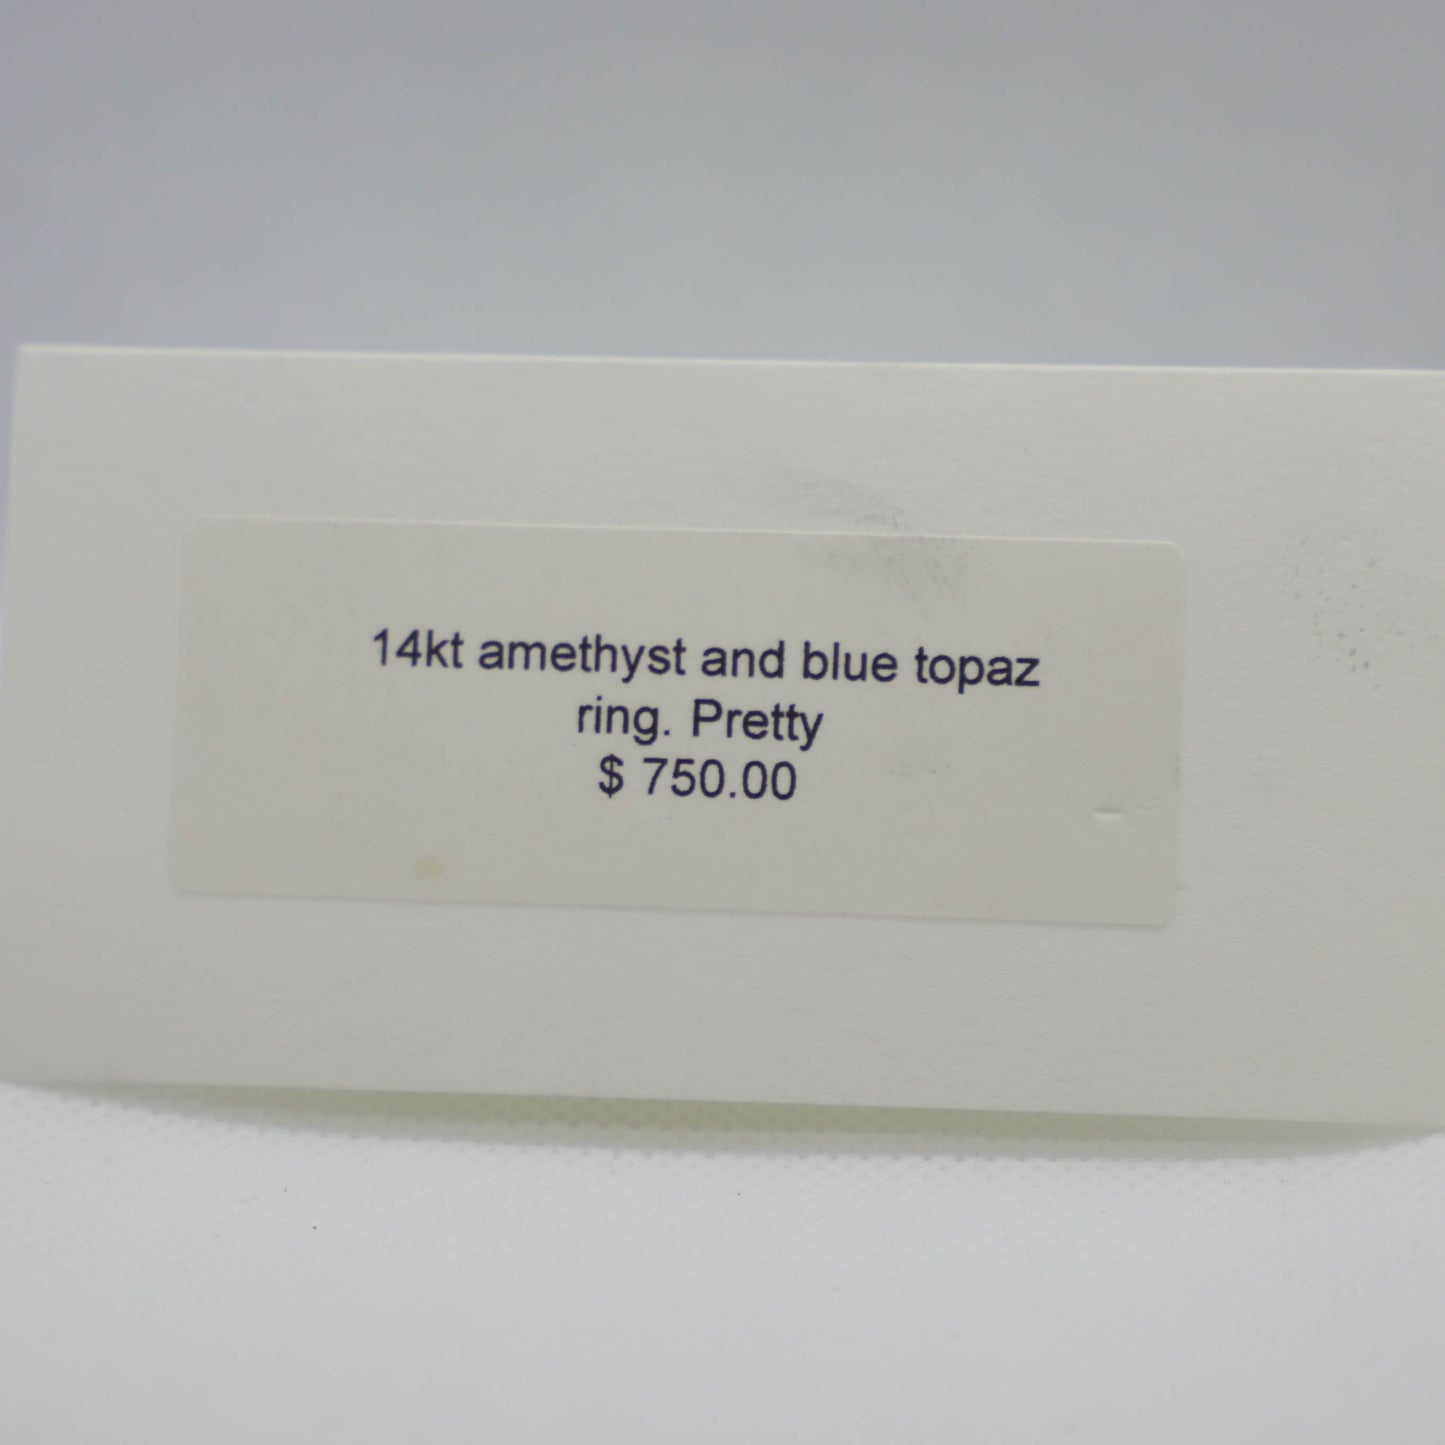 14kt amethyst and blue topaz
ring. Pretty
$ 750.00